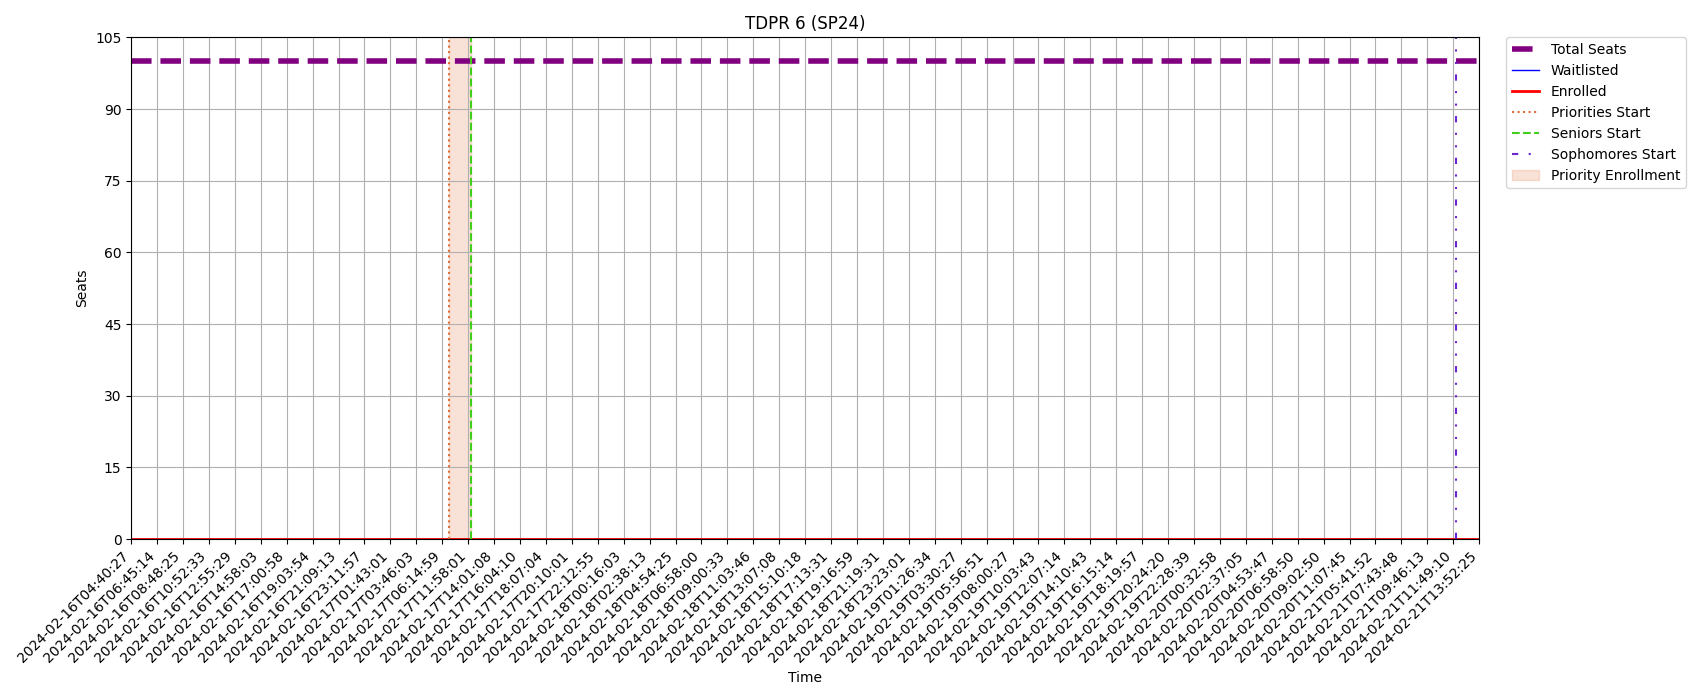 TDPR 6 (SP24)
105
90
75
60
45
30
15
0
Seats
Total Seats
Waitlisted
Enrolled
Priorities Start
Seniors Start
Sophomores Start
Priority Enrollment
2024-02-16T04:40:27
2024-02-16T06:45:14
2024-02-16T08:48:25
2024-02-16T10:52:33
2024-02-16T12:55:29
2024-02-16T14:58:03
2024-02-16T17:00:58
2024-02-16T19:03:54
2024-02-16T21:09:13
2024-02-16T23:11:57
2024-02-17T01:43:01
2024-02-17T03:46:03
2024-02-17T06:14:59
2024-02-17T11:58:01
2024-02-17T14:01:08
2024-02-17T16:04:10
2024-02-17T18:07:04
2024-02-17T20:10:01
2024-02-17T22:12:55
2024-02-18T00:16:03
2024-02-18T02:38:13
2024-02-18T04:54:25
2024-02-18T06:58:00
2024-02-18T09:00:33
2024-02-18T11:03:46
2024-02-18T13:07:08
2024-02-18T15:10:18
2024-02-18T17:13:31
2024-02-18T19:16:59
2024-02-18T21:19:31
2024-02-18T23:23:01
2024-02-19T01:26:34
2024-02-19T03:30:27
2024-02-19T05:56:51
2024-02-19T08:00:27
2024-02-19T10:03:43
2024-02-19T12:07:14
2024-02-19T14:10:43
2024-02-19T16:15:14
2024-02-19T18:19:57
2024-02-19T20:24:20
2024-02-19T22:28:39
2024-02-20T00:32:58
2024-02-20T02:37:05
2024-02-20T04:53:47
2024-02-20T06:58:50
2024-02-20T09:02:50
2024-02-20T11:07:45
2024-02-21T05:41:52
2024-02-21T07:43:48
2024-02-21T09:46:13
2024-02-21T11:49:10
2024-02-21T13:52:25
Time